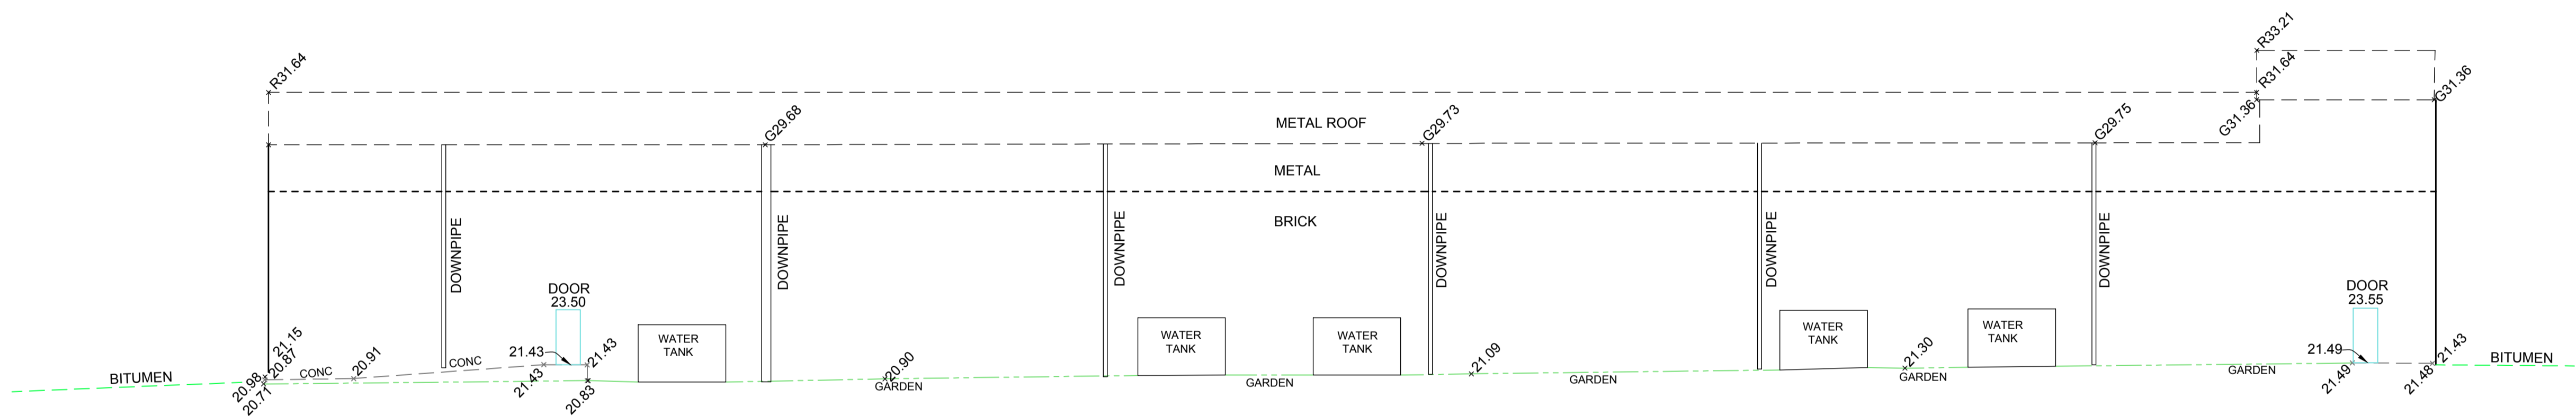 R33.21
R31.64
R31.64
G31.36
G31.36
G29.68
G29.73
G29.75
METAL ROOF
METAL
BRICK
DOWNPIPE
DOWNPIPE
DOWNPIPE
DOWNPIPE
DOWNPIPE
DOWNPIPE
DOOR
23.50
DOOR
23.55
WATER
TANK
WATER
TANK
WATER
TANK
WATER
TANK
WATER
TANK
21.15
20.87
20.98
20.71
20.91
CONC
CONC
21.43
21.43
21.43
20.83
20.90
21.09
21.30
21.49
21.49
21.43
21.48
BITUMEN
GARDEN
GARDEN
GARDEN
GARDEN
GARDEN
BITUMEN